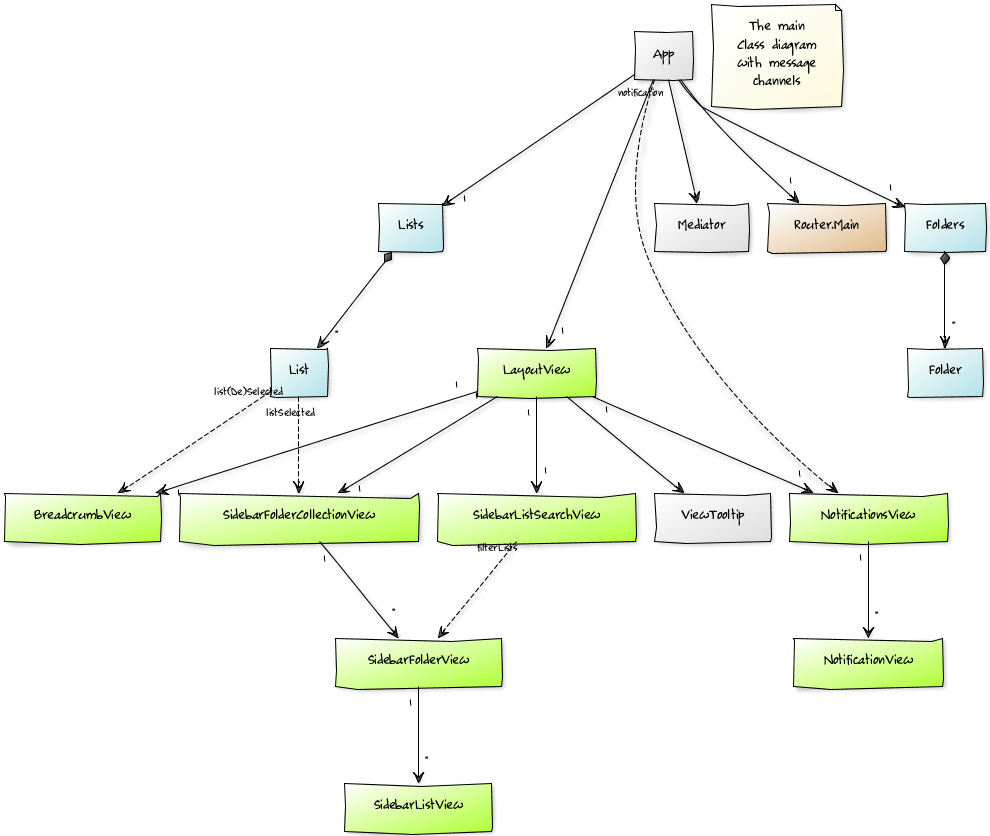 The main
Class diagram
with message
channels
App
notification
1
1
1
Lists
Mediator
Router.Main
Folders
*
1
*
List
LayoutView
Folder
list(De)Selected
listSelected
1
1
1
1
1
1
1
BreadcrumbView
SidebarFolderCollectionView
SidebarListSearchView
ViewTooltip
NotificationsView
filterLists
1
1
*
*
SidebarFolderView
NotificationView
1
*
SidebarListView